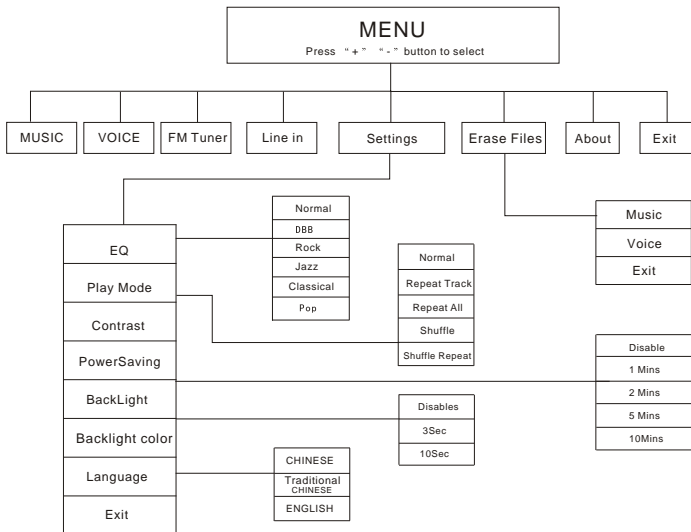 MENU
Press “+” “-” button to select
MUSIC
VOICE
FM Tuner
Line in
Settings
Erase Files
About
Exit
EQ
Play Mode
Contrast
PowerSaving
BackLight
Backlight color
Language
Exit
Normal
DBB
Rock
Jazz
Classical
Pop
Normal
Repeat Track
Repeat All
Shuffle
Shuffle Repeat
Music
Voice
Exit
Disable
1 Mins
2 Mins
5 Mins
10Mins
Disables
3Sec
10Sec
CHINESE
Traditional
CHINESE
ENGLISH